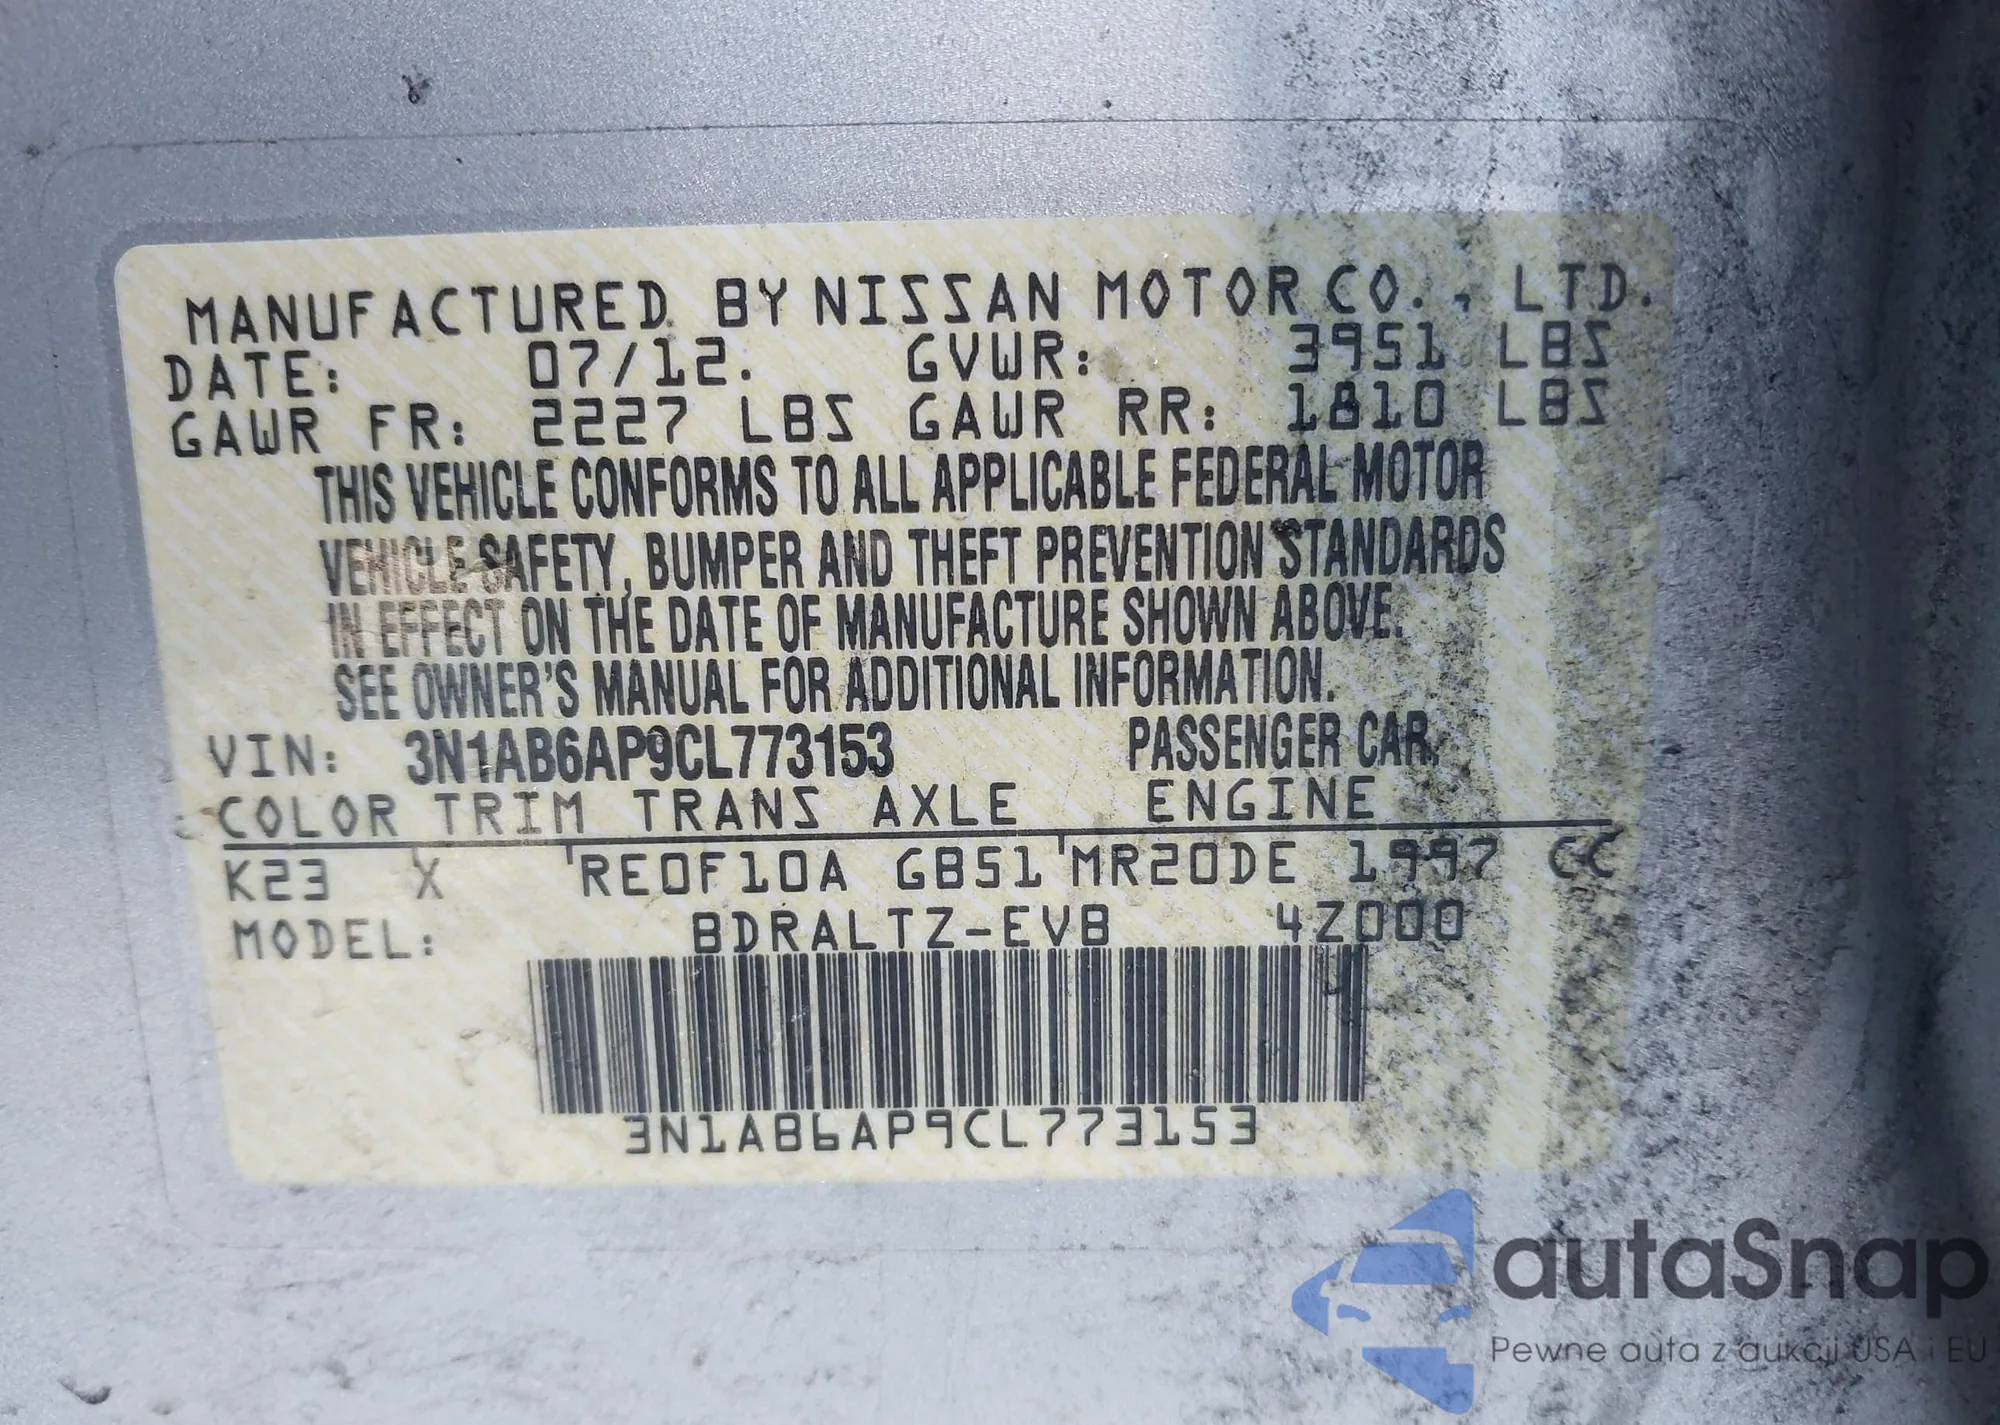 MANUFACTURED BY NISSAN MOTOR CO., LTD.
DATE: 07/12. GVWR: 3951 LBS
GAWR FR: 2227 LBS GAWR RR: 1810 LBS
THIS VEHICLE CONFORMS TO ALL APPLICABLE FEDERAL MOTOR
VEHICLE SAFETY, BUMPER AND THEFT PREVENTION STANDARDS
IN EFFECT ON THE DATE OF MANUFACTURE SHOWN ABOVE.
SEE OWNER'S MANUAL FOR ADDITIONAL INFORMATION.
VIN: 3N1AB6AP9CL773153 PASSENGER CAR.
COLOR TRIM TRANS AXLE ENGINE
K23 X RE0F10A GB51 MR20DE 1997 CC
MODEL: BDRALTZ-EVB 4Z000
3N1AB6AP9CL773153
autaSnap
Pewne auta z aukcji USA i EU